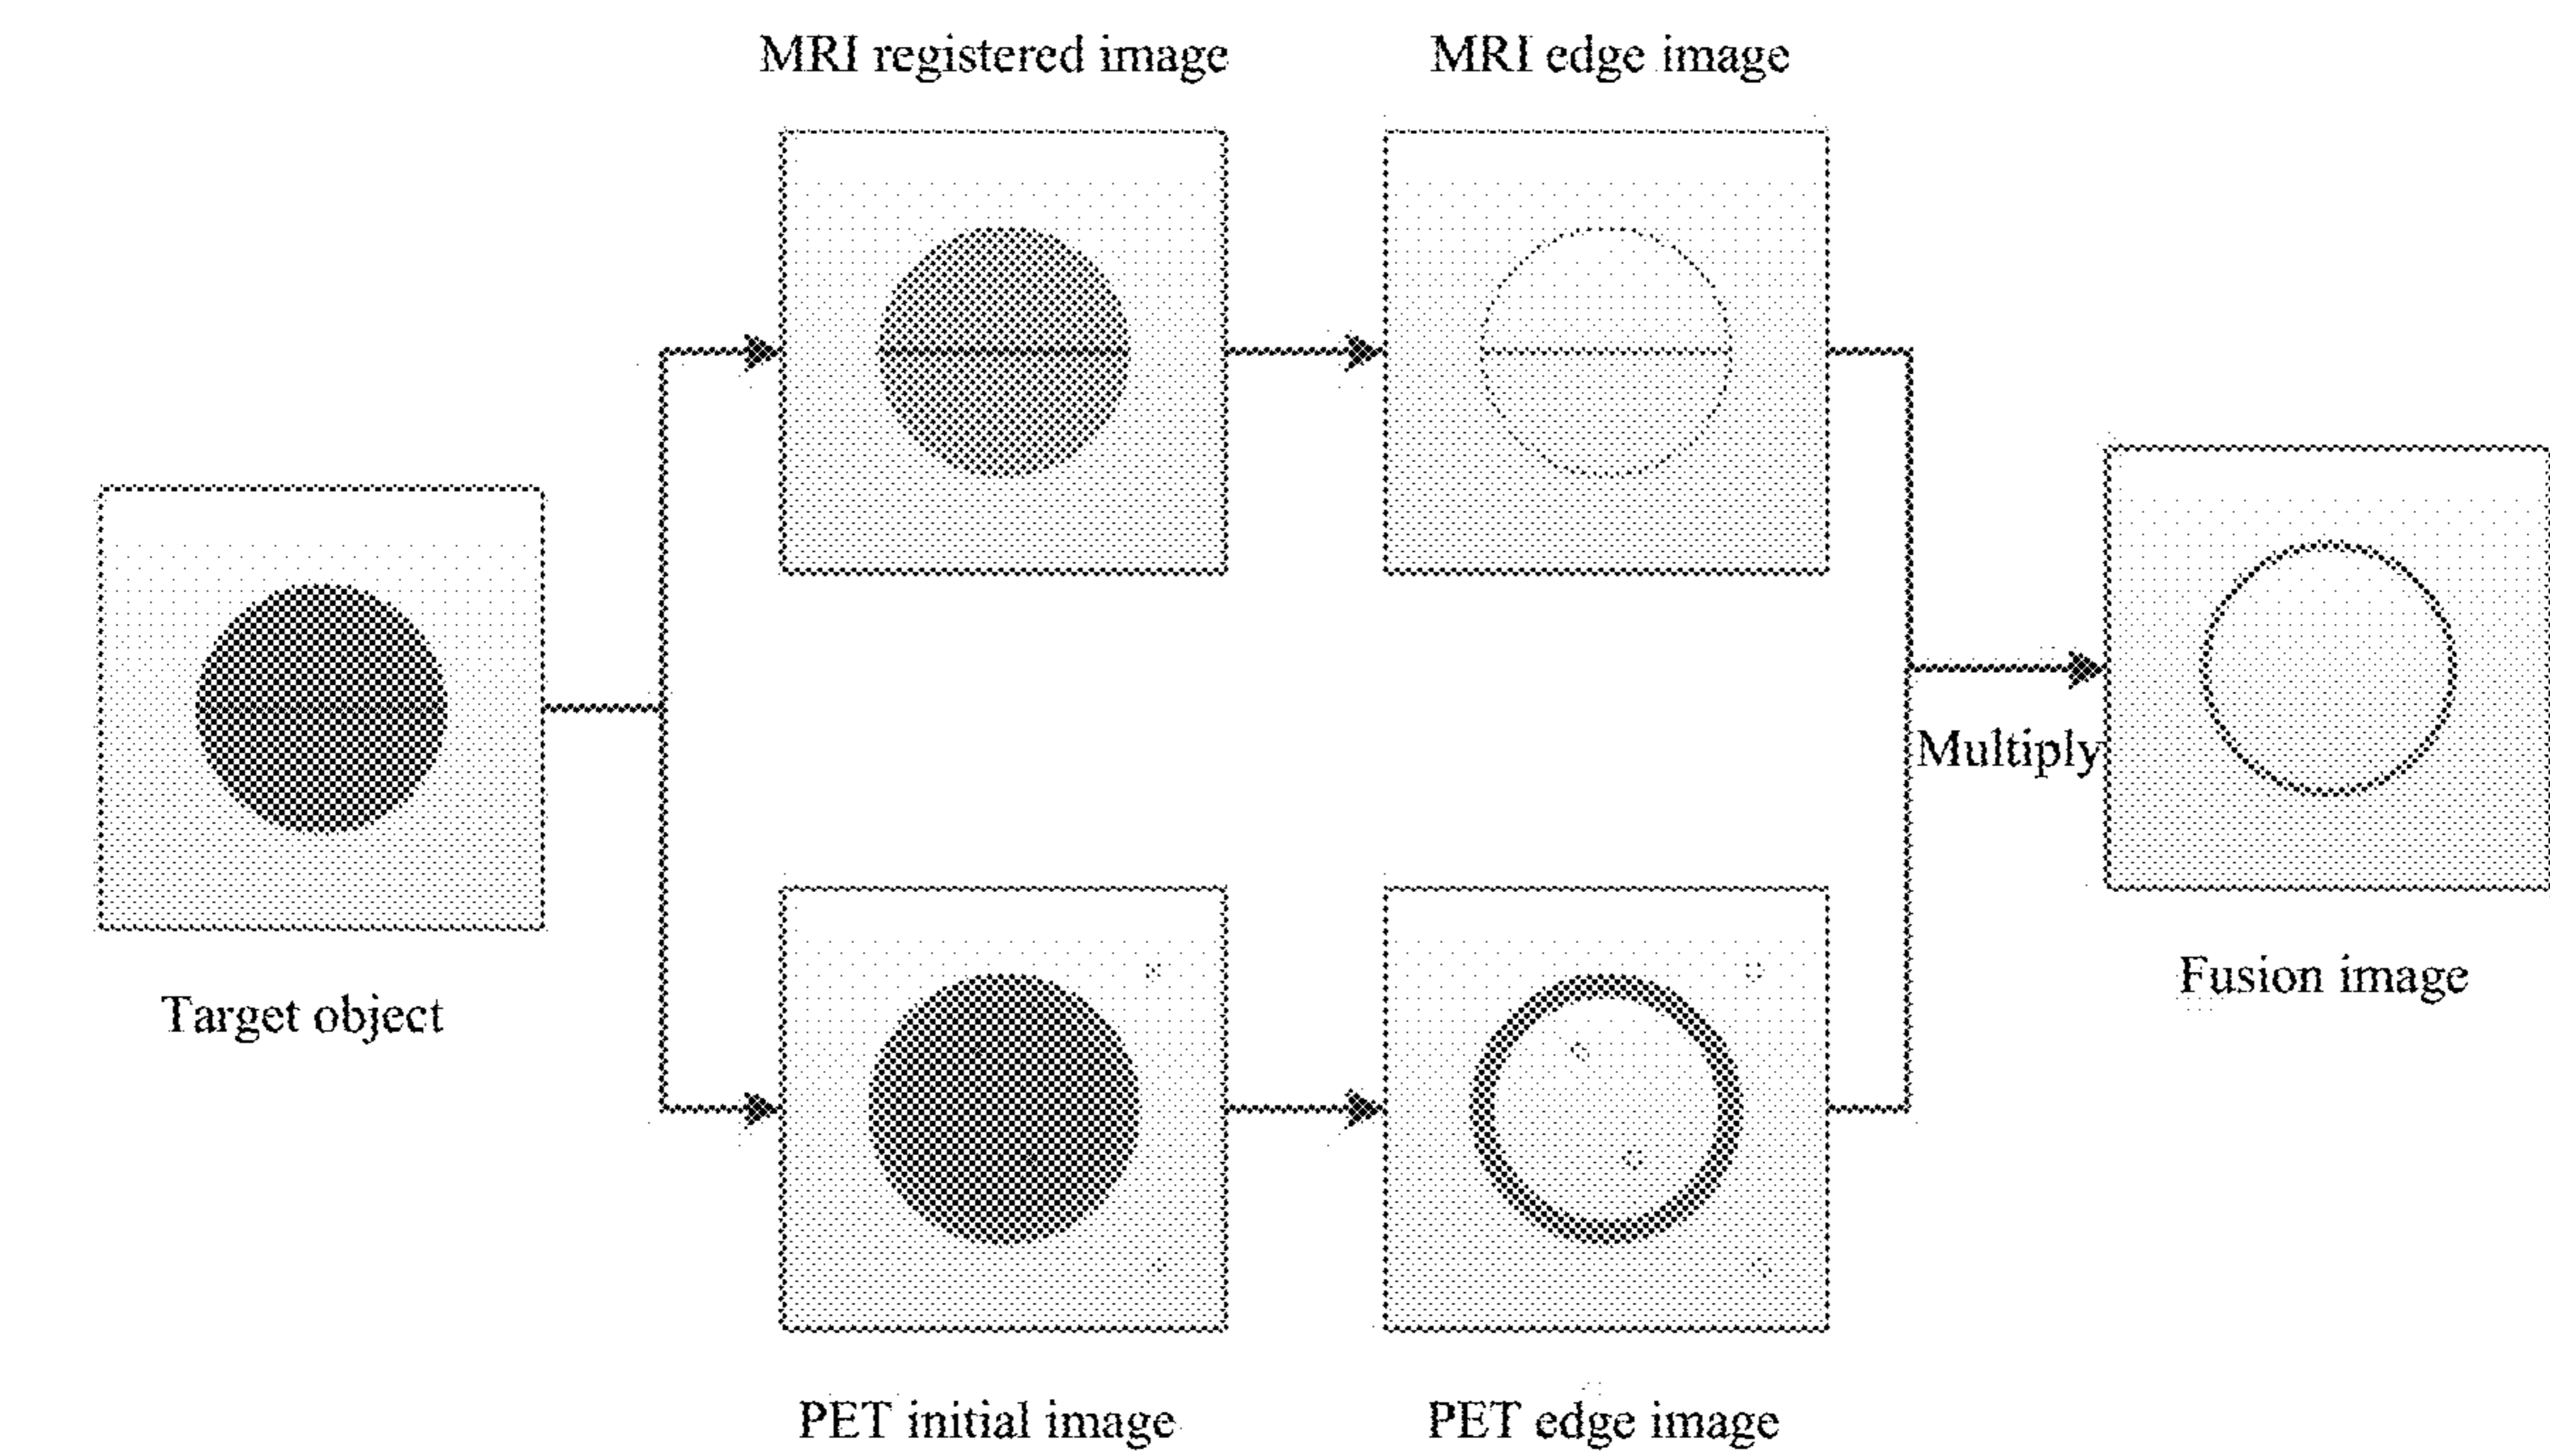 MRI registered image
MRI edge image
Multiply
Target object
Fusion image
PET initial image
PET edge image